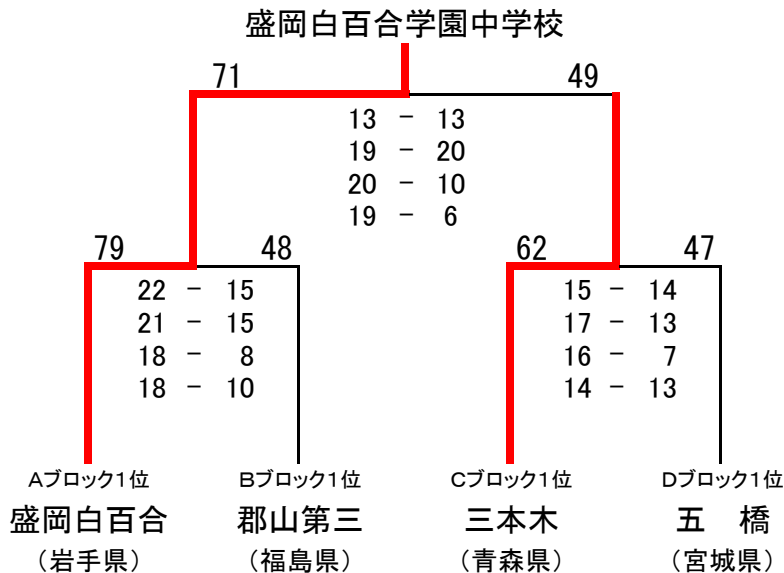 盛岡白百合学園中学校
71 49
13 － 13
19 － 20
20 － 10
19 － 6
79 48 62 47
22 － 15 15 － 14
21 － 15 17 － 13
18 － 8 16 － 7
18 － 10 14 － 13
Aブロック1位 Bブロック1位 Cブロック1位 Dブロック1位
盛岡白百合 郡山第三 三本木 五　橋
（岩手県） （福島県） （青森県） （宮城県）